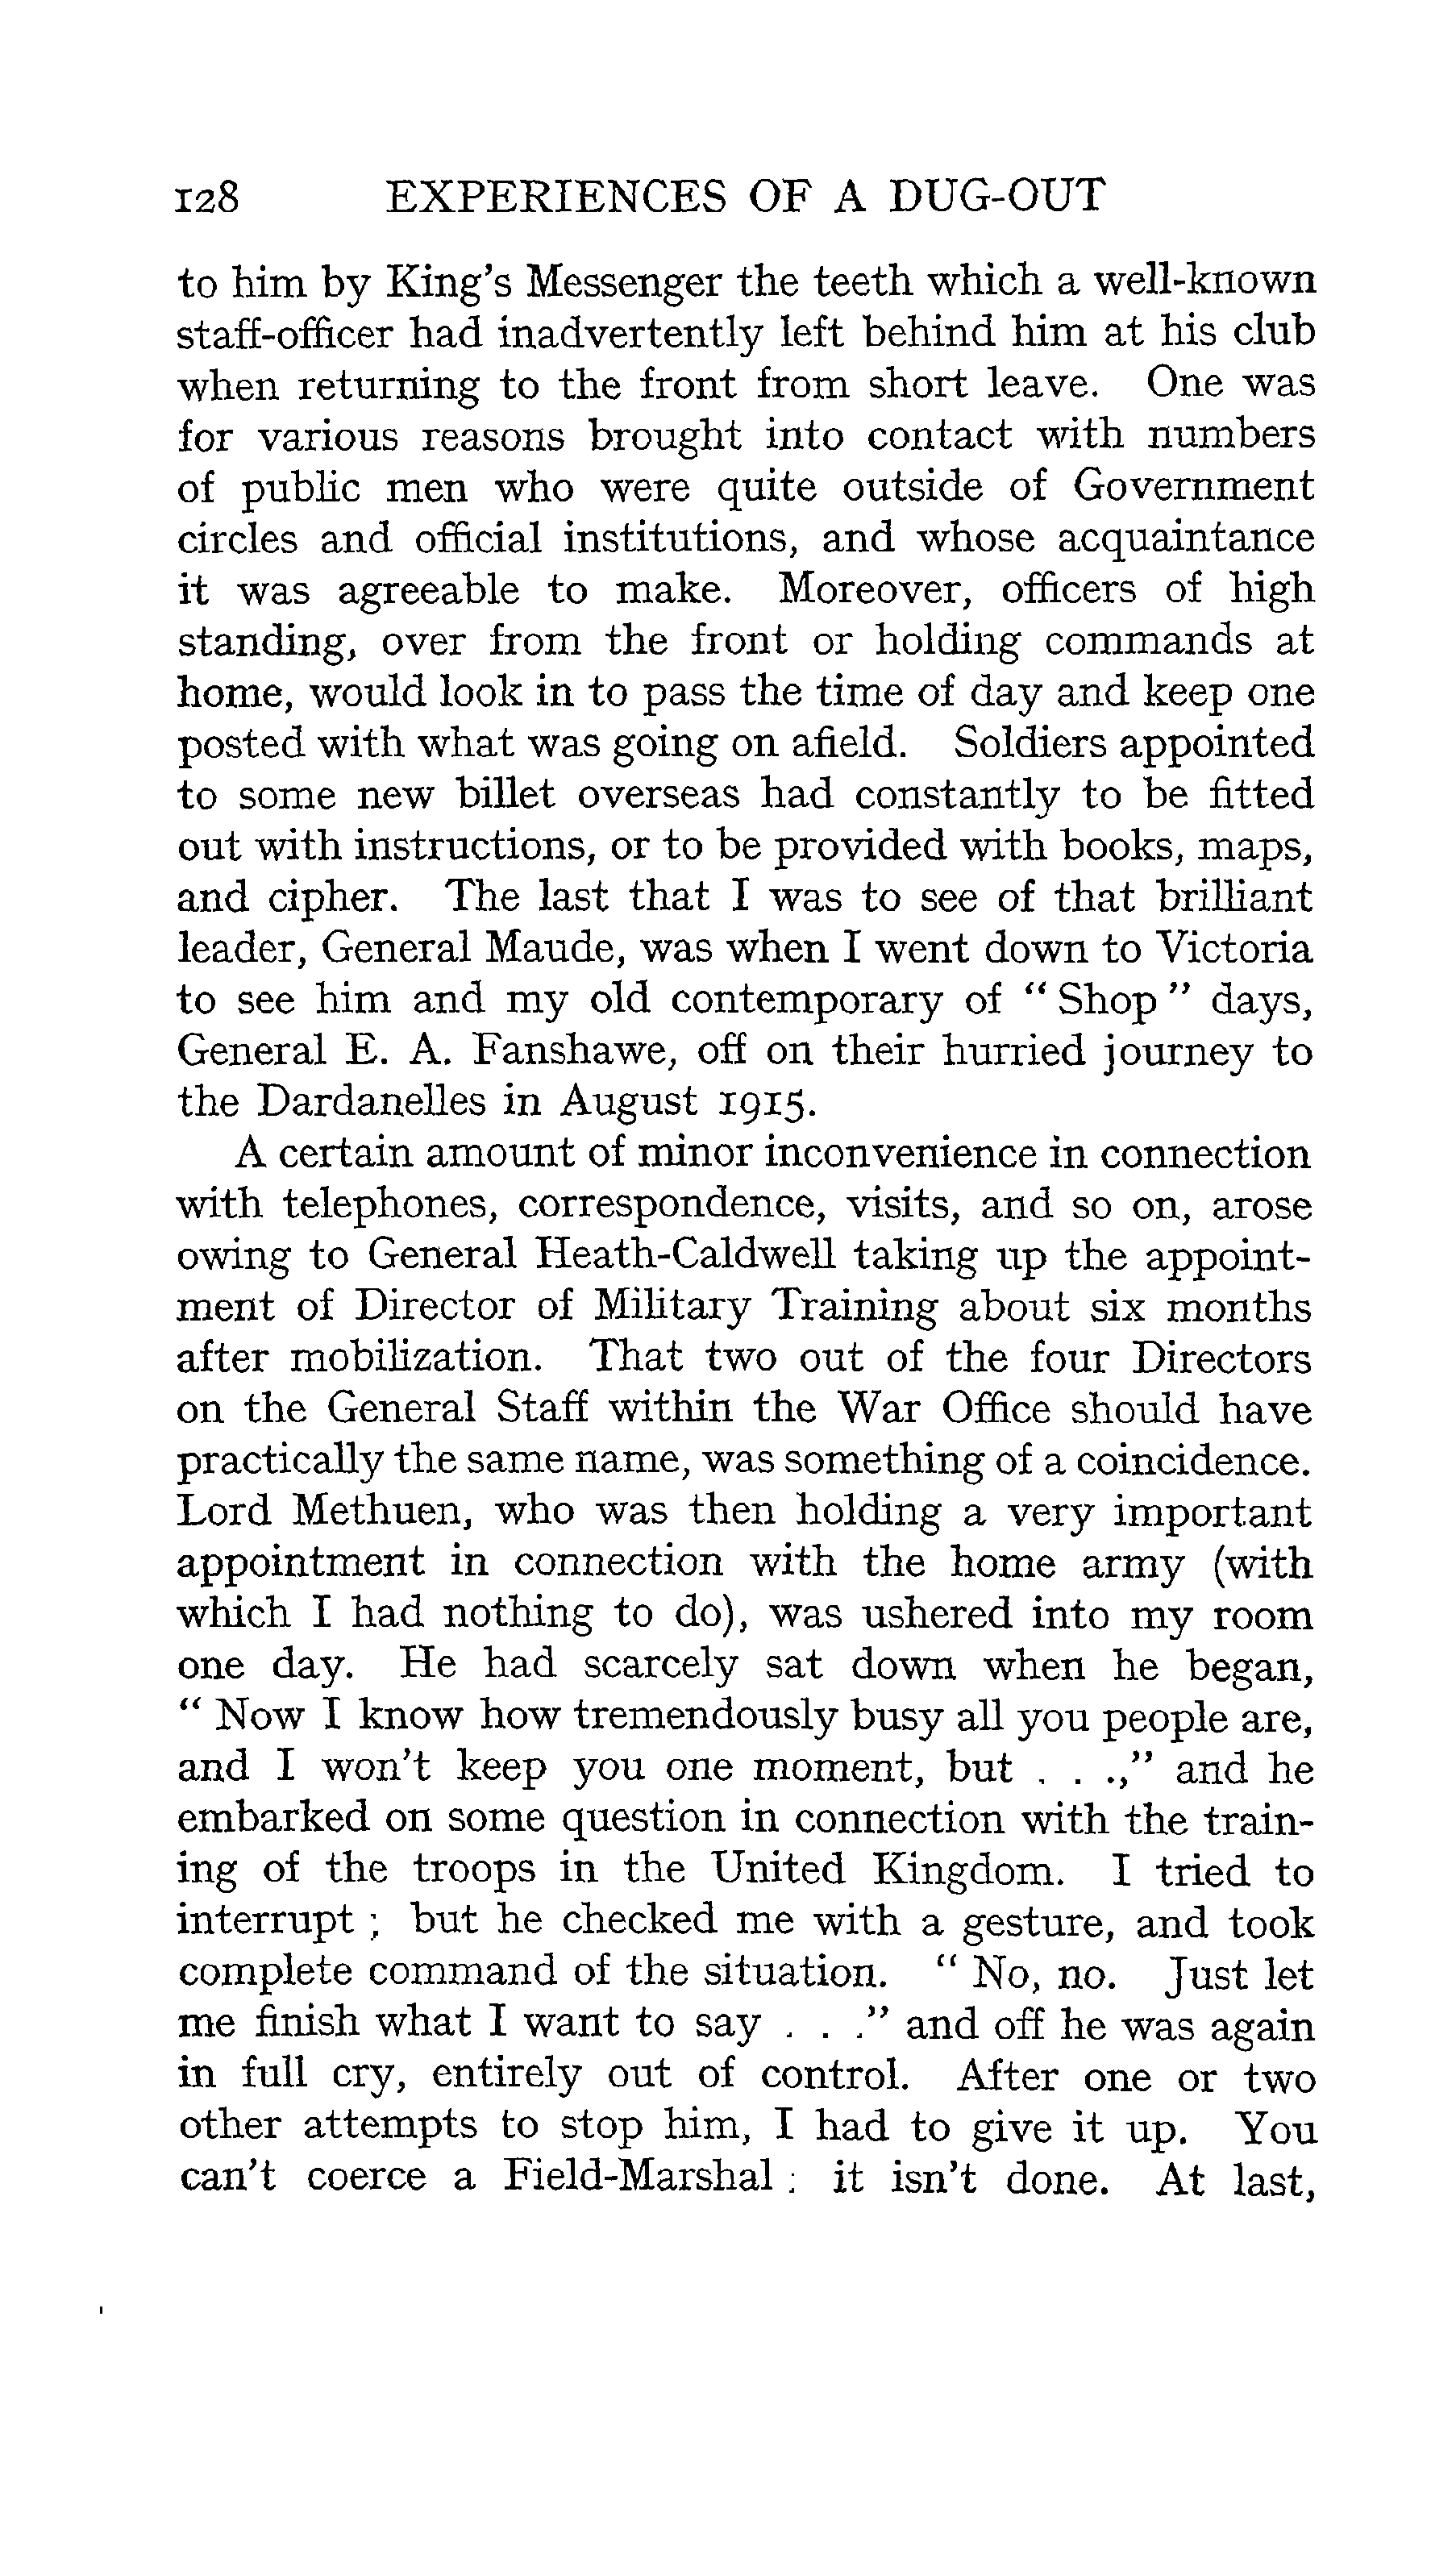 128 EXPERIENCES OF A DUG-OUT
to him by King's Messenger the teeth which a well-known
staff-officer had inadvertently left behind him at his club
when returning to the front from short leave. One was
for various reasons brought into contact with numbers
of public men who were quite outside of Government
circles and official institutions, and whose acquaintance
it was agreeable to make. Moreover, officers of high
standing, over from the front or holding commands at
home, would look in to pass the time of day and keep one
posted with what was going on afield. Soldiers appointed
to some new billet overseas had constantly to be fitted
out with instructions, or to be provided with books, maps,
and cipher. The last that I was to see of that brilliant
leader, General Maude, was when I went down to Victoria
to see him and my old contemporary of " Shop " days,
General E. A. Fanshawe, off on their hurried journey to
the Dardanelles in August 1915.
A certain amount of minor inconvenience in connection
with telephones, correspondence, visits, and so on, arose
owing to General Heath-Caldwell taking up the appoint-
ment of Director of Military Training about six months
after mobilization. That two out of the four Directors
on the General Staff within the War Office should have
practically the same name, was something of a coincidence.
Lord Methuen, who was then holding a very important
appointment in connection with the home army (with
which I had nothing to do), was ushered into my room
one day. He had scarcely sat down when he began,
" Now I know how tremendously busy all you people are,
and I won't keep you one moment, but . . .," and he
embarked on some question in connection with the train-
ing of the troops in the United Kingdom. I tried to
interrupt ; but he checked me with a gesture, and took
complete command of the situation. " No, no. Just let
me finish what I want to say . . ." and off he was again
in full cry, entirely out of control. After one or two
other attempts to stop him, I had to give it up. You
can't coerce a Field-Marshal : it isn't done. At last,